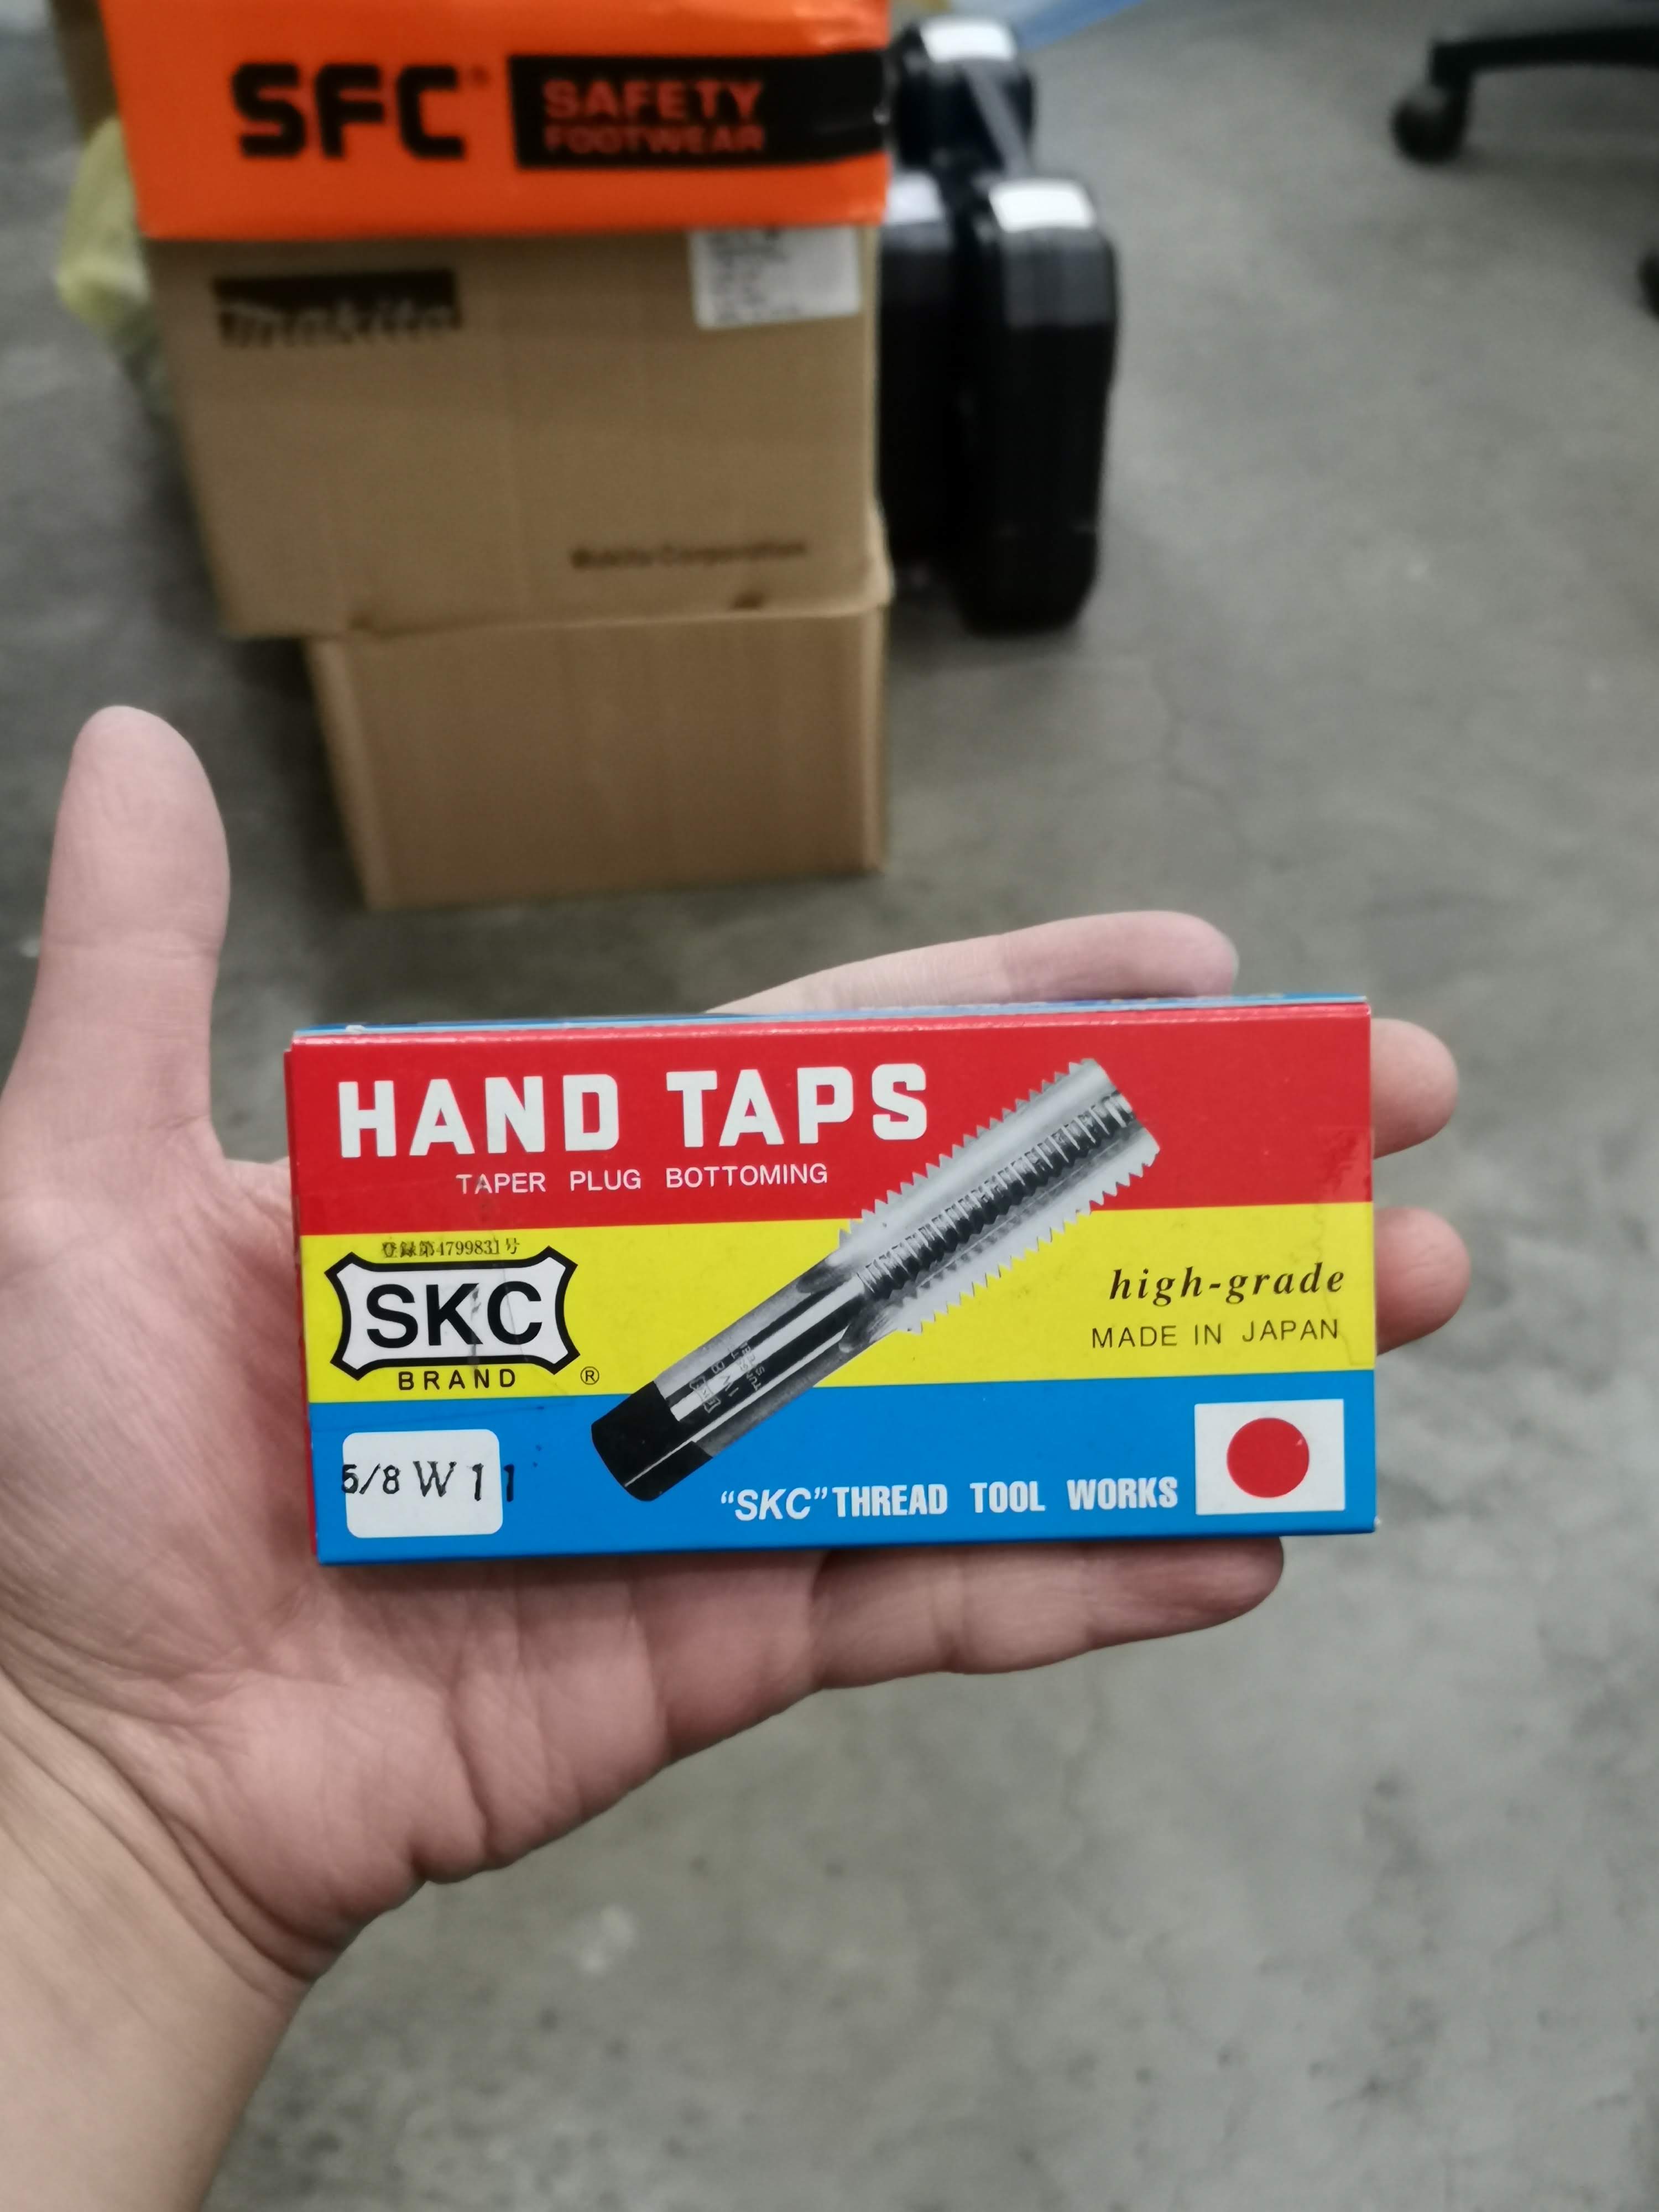 SFC
SAFETY
FOOTWEAR
makita
Makita Corporation
HAND TAPS
TAPER PLUG BOTTOMING
登録第4799831号
SKC
BRAND ®
high-grade
MADE IN JAPAN
5/8 W 11
"SKC" THREAD TOOL WORKS